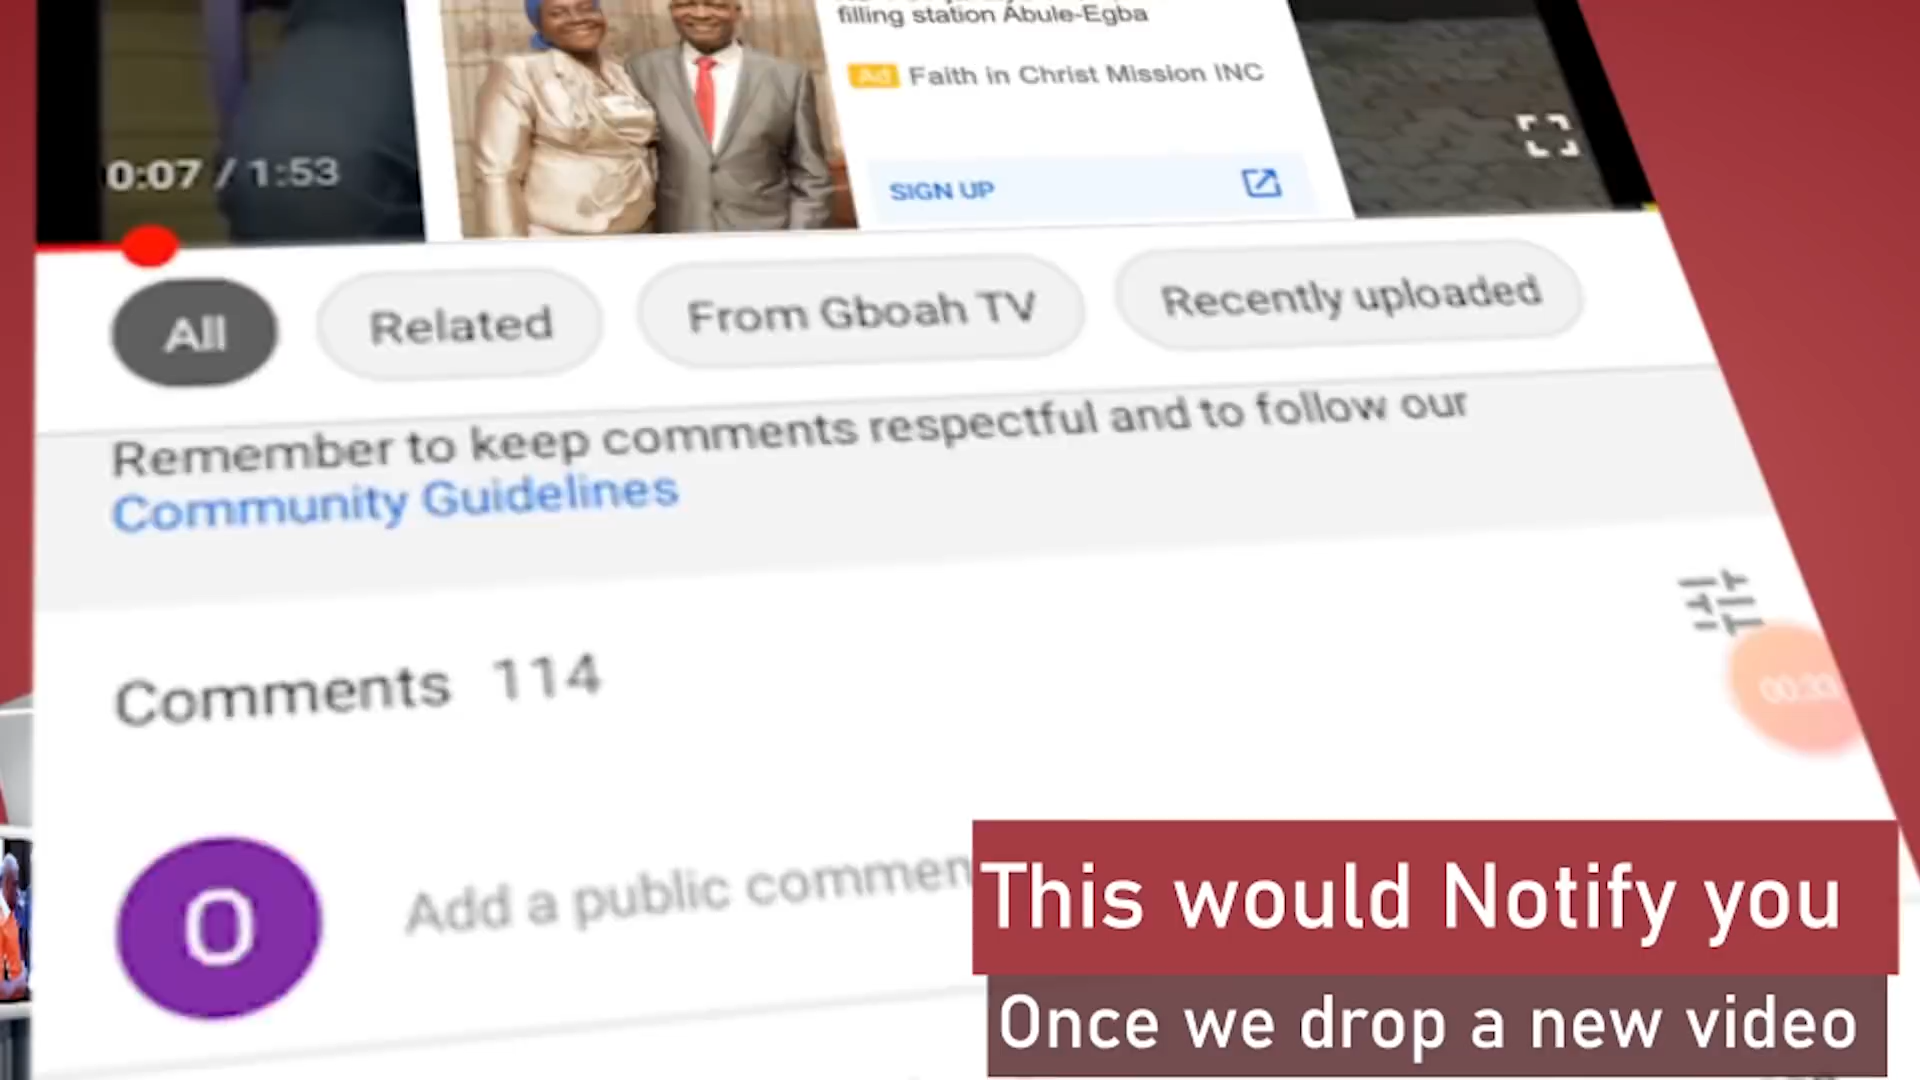 filling station Abule-Egba
Ad Faith in Christ Mission INC
0:07 / 1:53
SIGN UP
All
Related
From Gboah TV
Recently uploaded
Remember to keep comments respectful and to follow our
Community Guidelines
Comments 114
O
Add a public commen
This would Notify you
Once we drop a new video